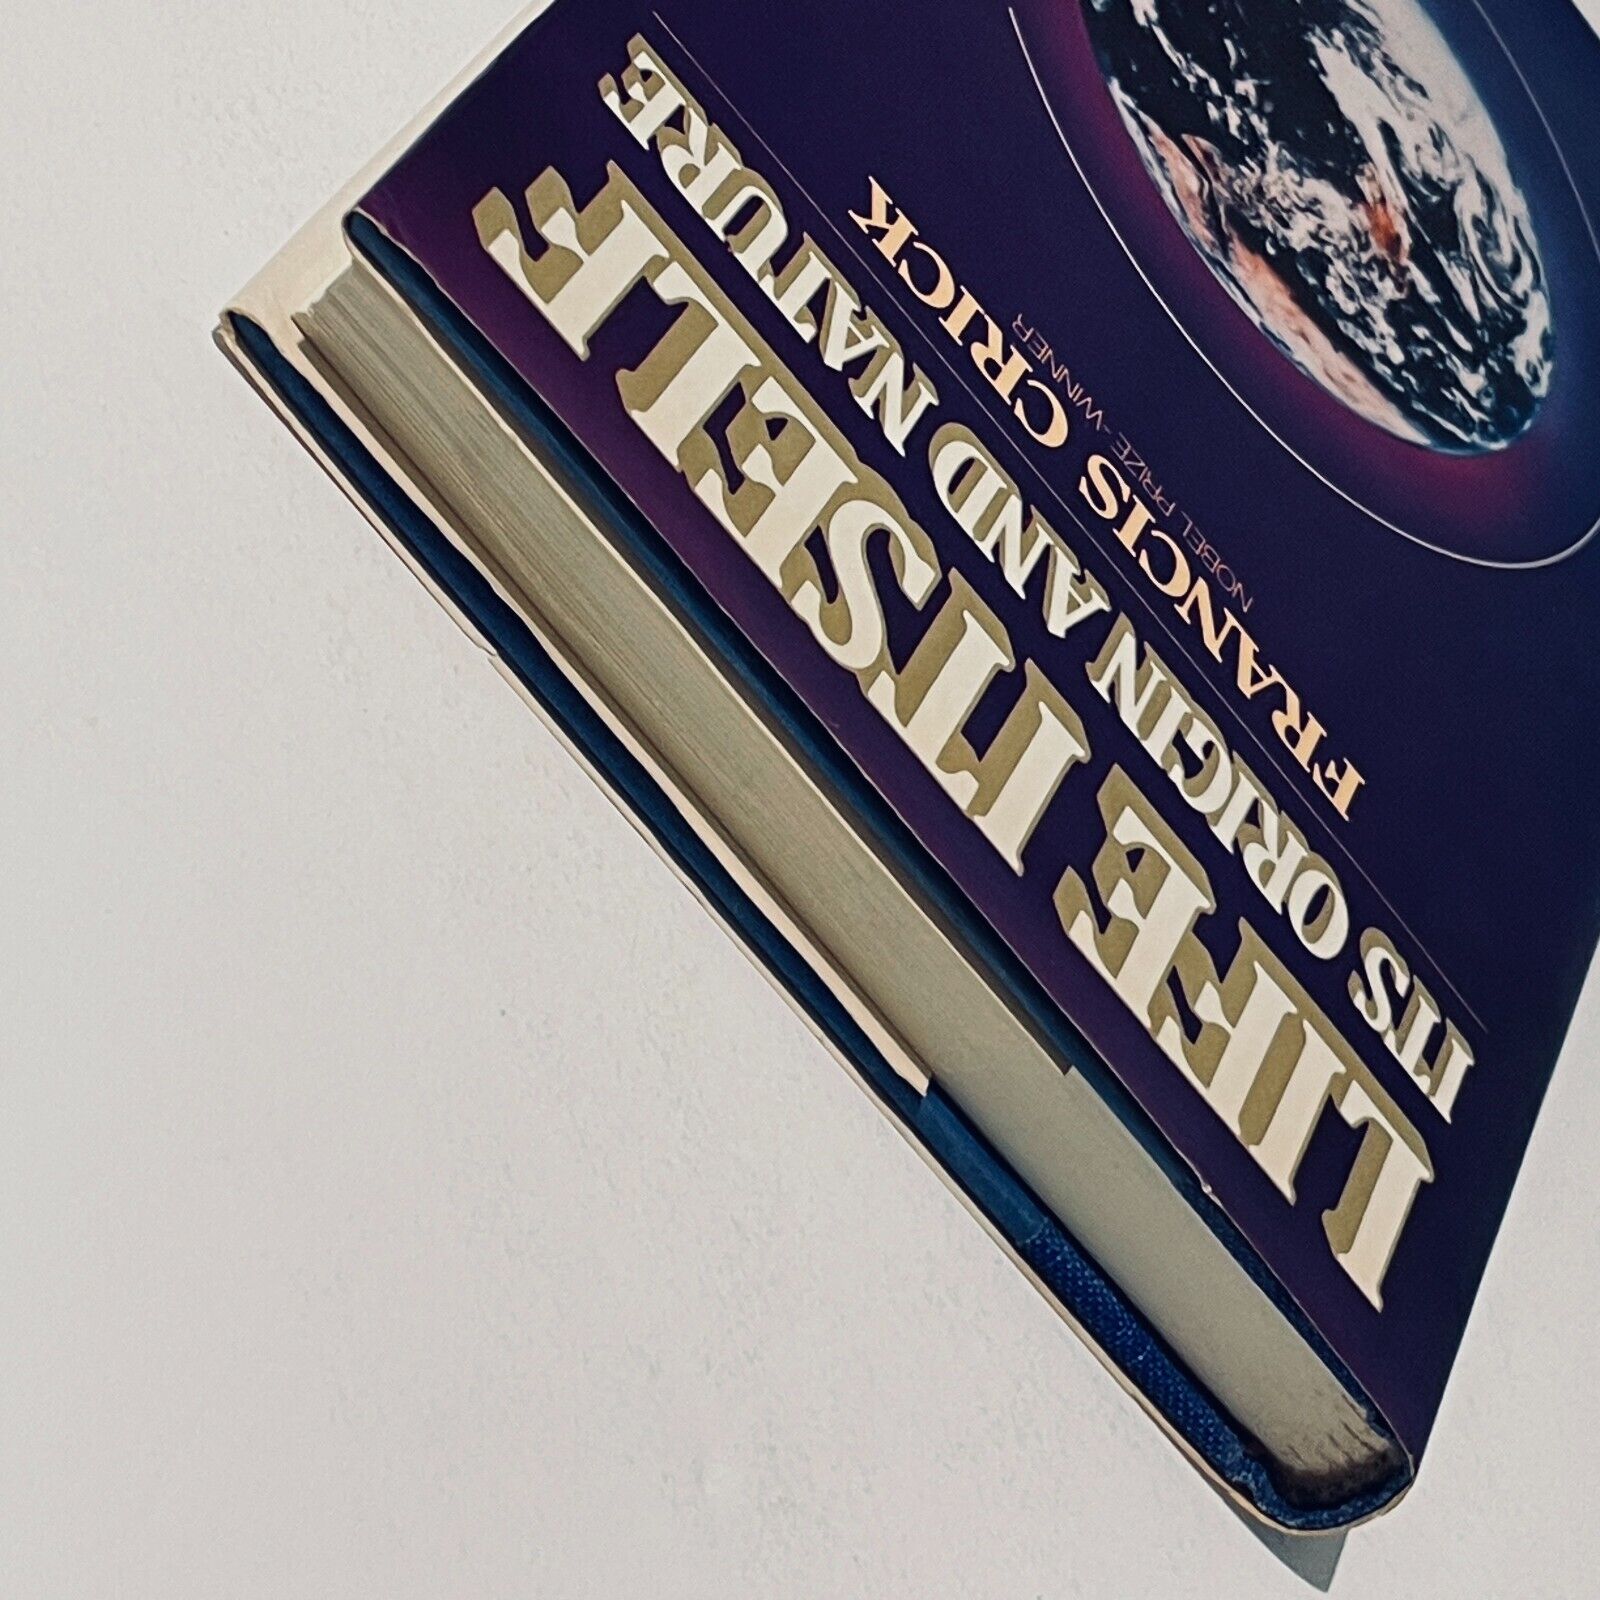 LIFE ITSELF
ITS ORIGIN AND NATURE
FRANCIS CRICK
NOBEL PRIZE-WINNER